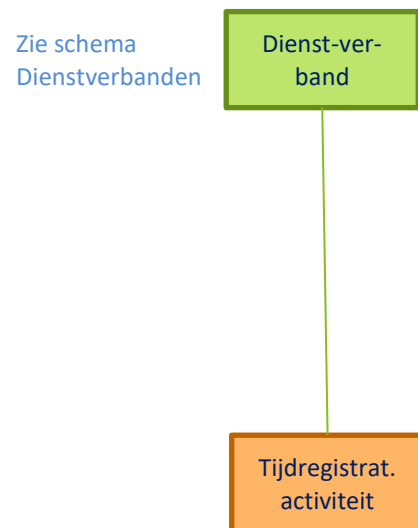 Zie schema
Dienstverbanden
Dienst-ver-
band
Tijdregistrat.
activiteit